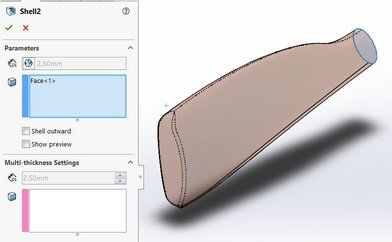 Shell2
Parameters
2.50mm
Face<1>
Shell outward
Show preview
Multi-thickness Settings
2.50mm